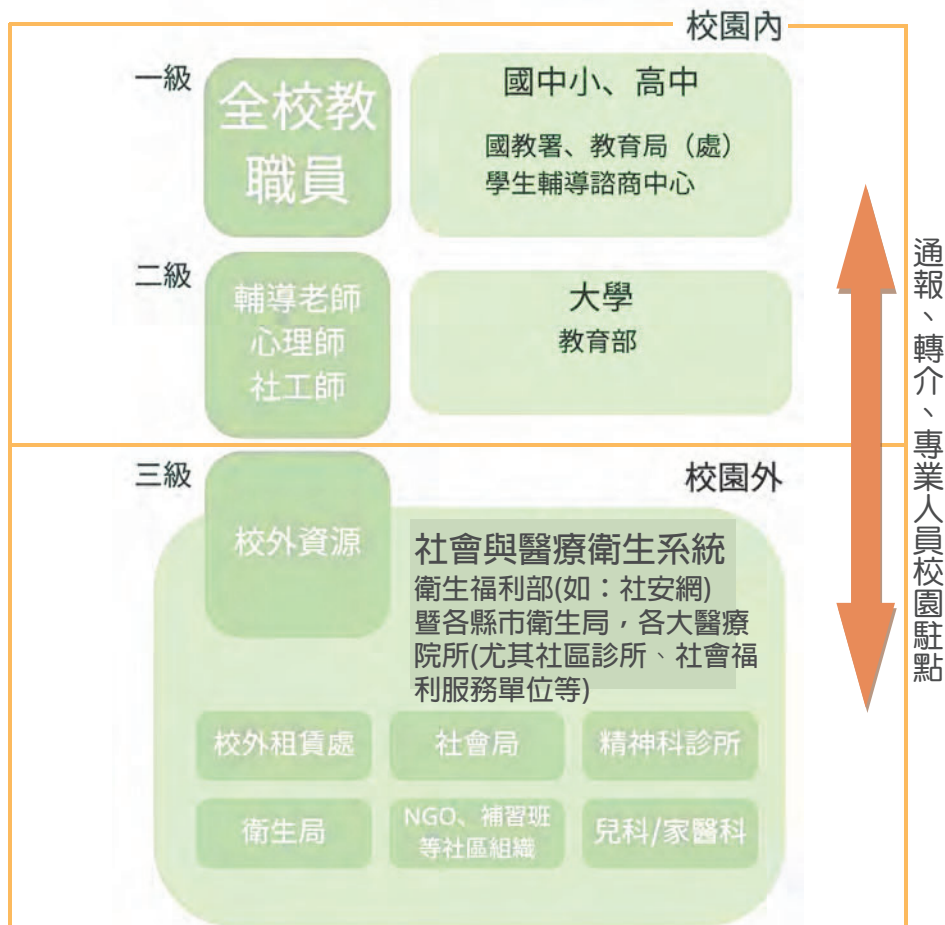 校園內
一級
全校教
職員
國中小、高中
國教署、教育局（處）
學生輔導諮商中心
二級
輔導老師
心理師
社工師
大學
教育部
通報、轉介、專業人員校園駐點
三級
校園外
校外資源
社會與醫療衛生系統
衛生福利部(如：社安網)
暨各縣市衛生局，各大醫療
院所(尤其社區診所、社會福
利服務單位等)
校外租賃處
社會局
精神科診所
衛生局
NGO、補習班
等社區組織
兒科/家醫科